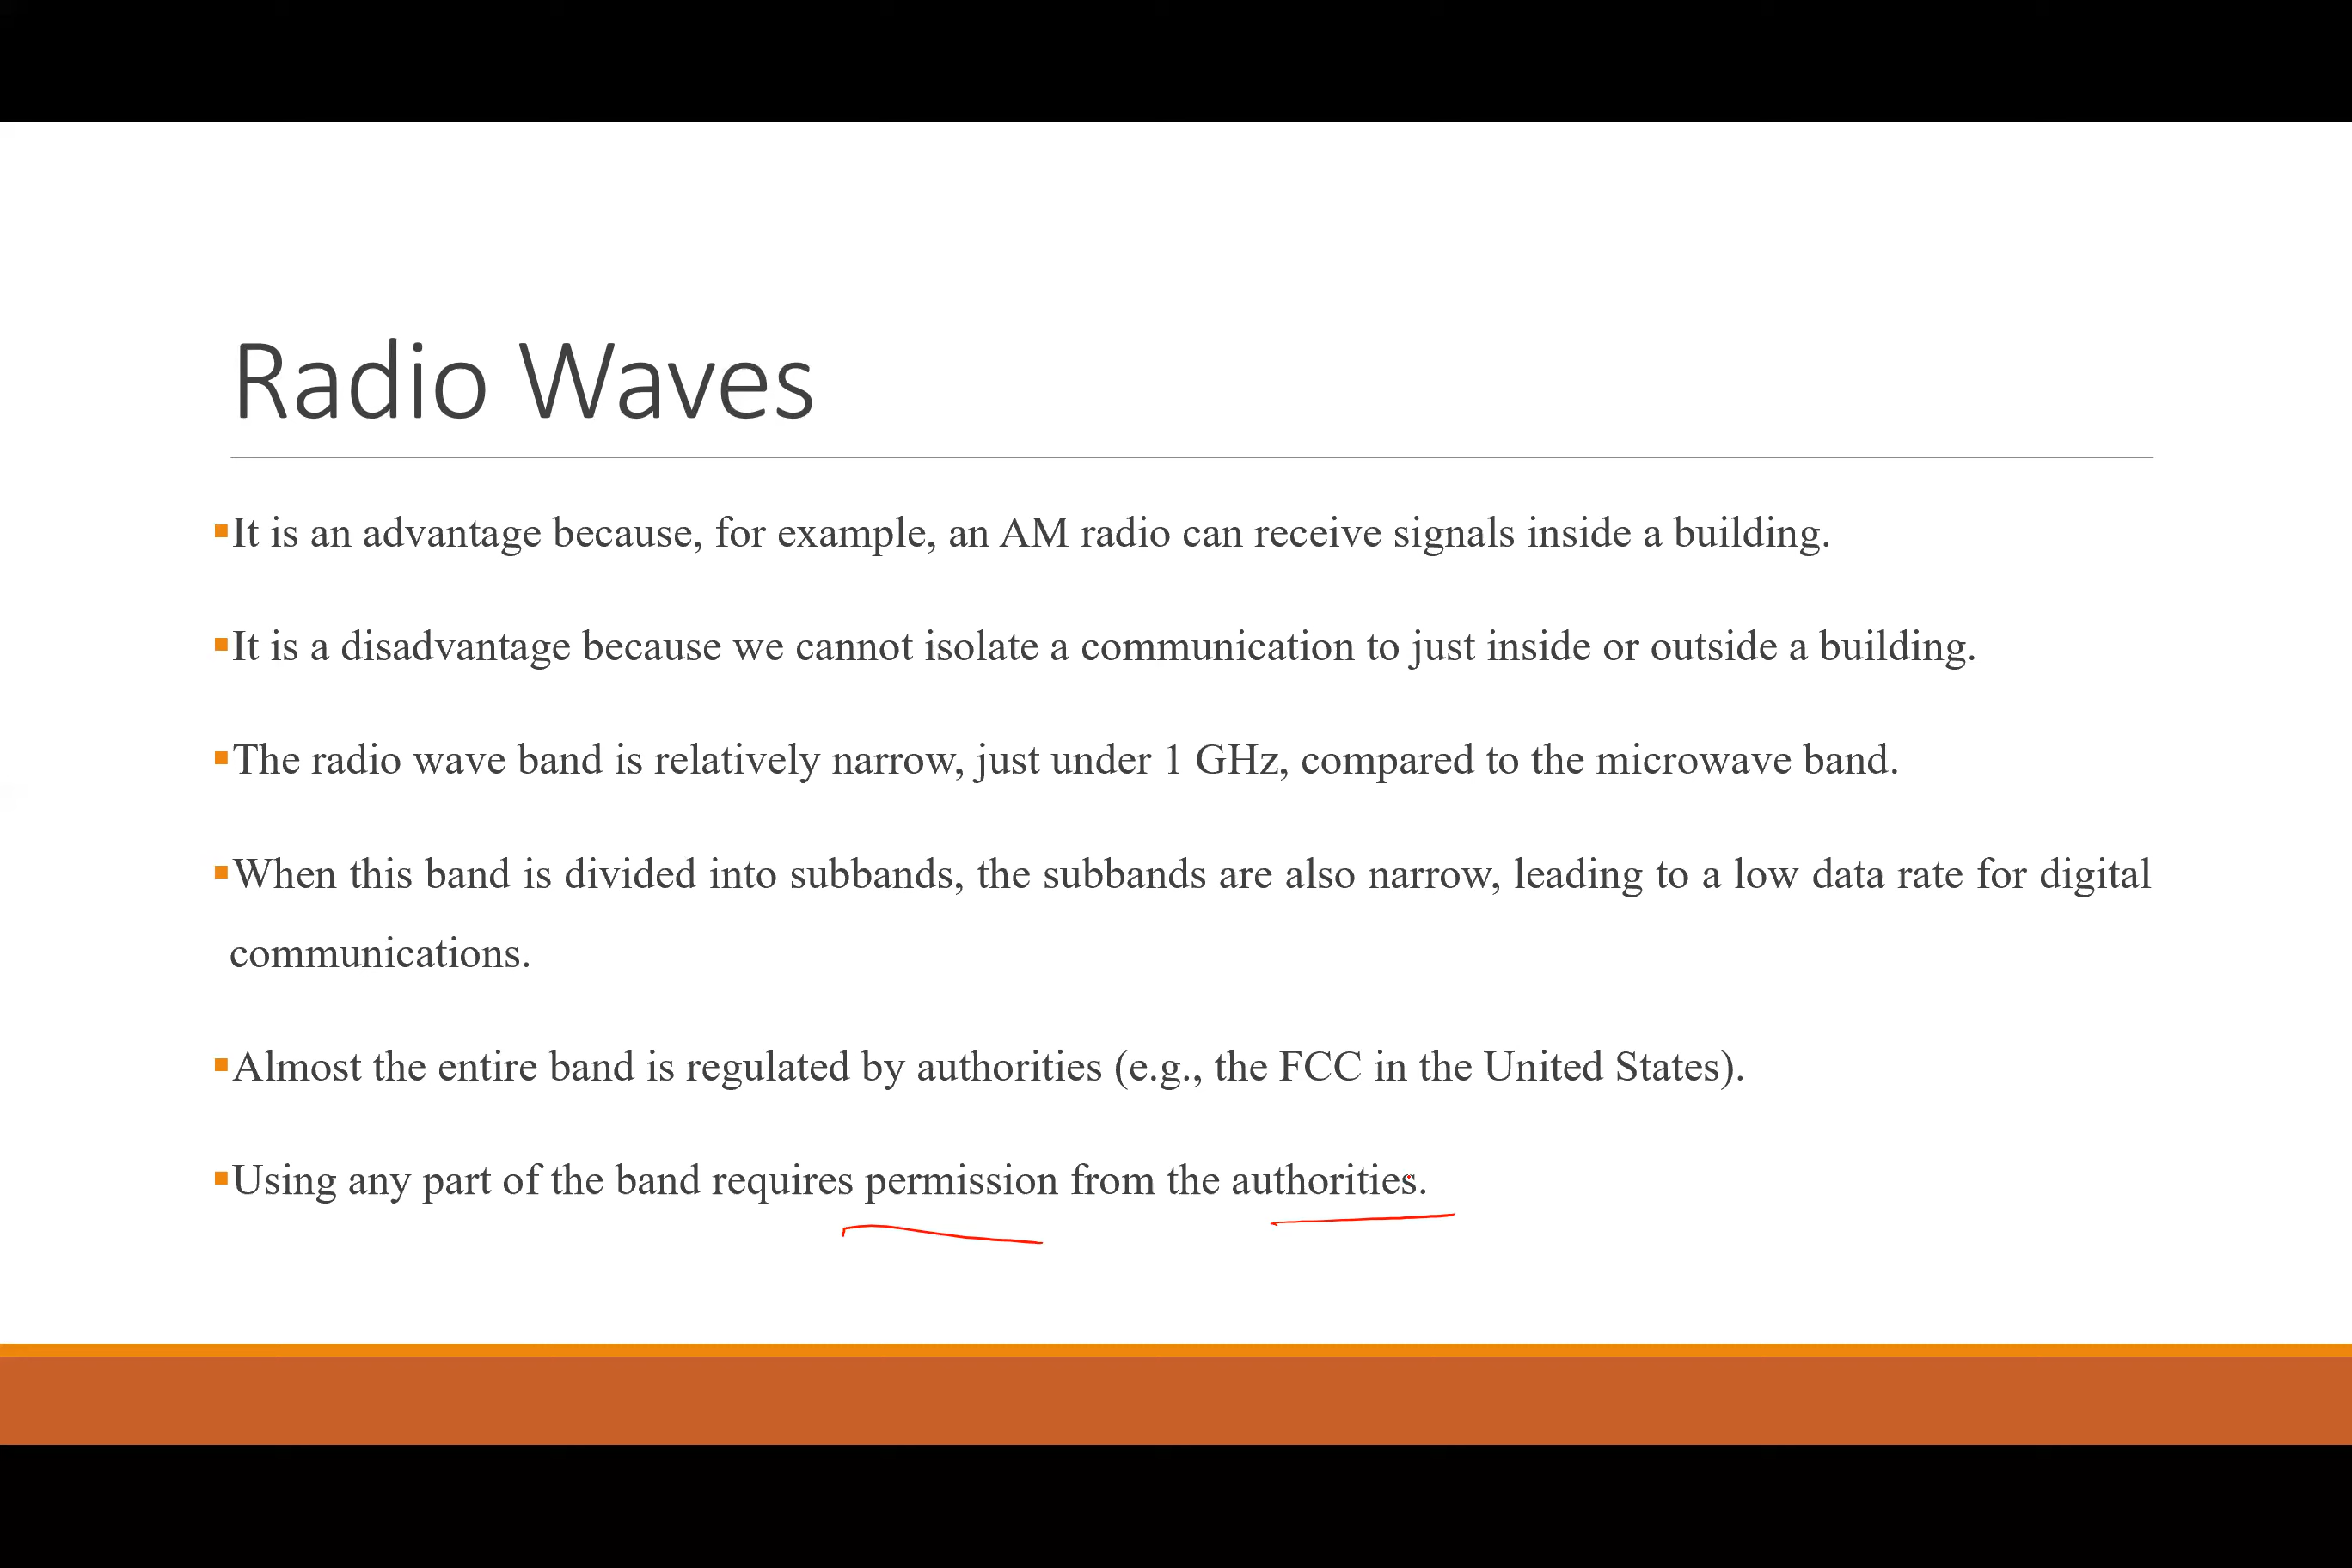 Radio Waves
It is an advantage because, for example, an AM radio can receive signals inside a building.
It is a disadvantage because we cannot isolate a communication to just inside or outside a building.
The radio wave band is relatively narrow, just under 1 GHz, compared to the microwave band.
When this band is divided into subbands, the subbands are also narrow, leading to a low data rate for digital
communications.
Almost the entire band is regulated by authorities (e.g., the FCC in the United States).
Using any part of the band requires permission from the authorities.